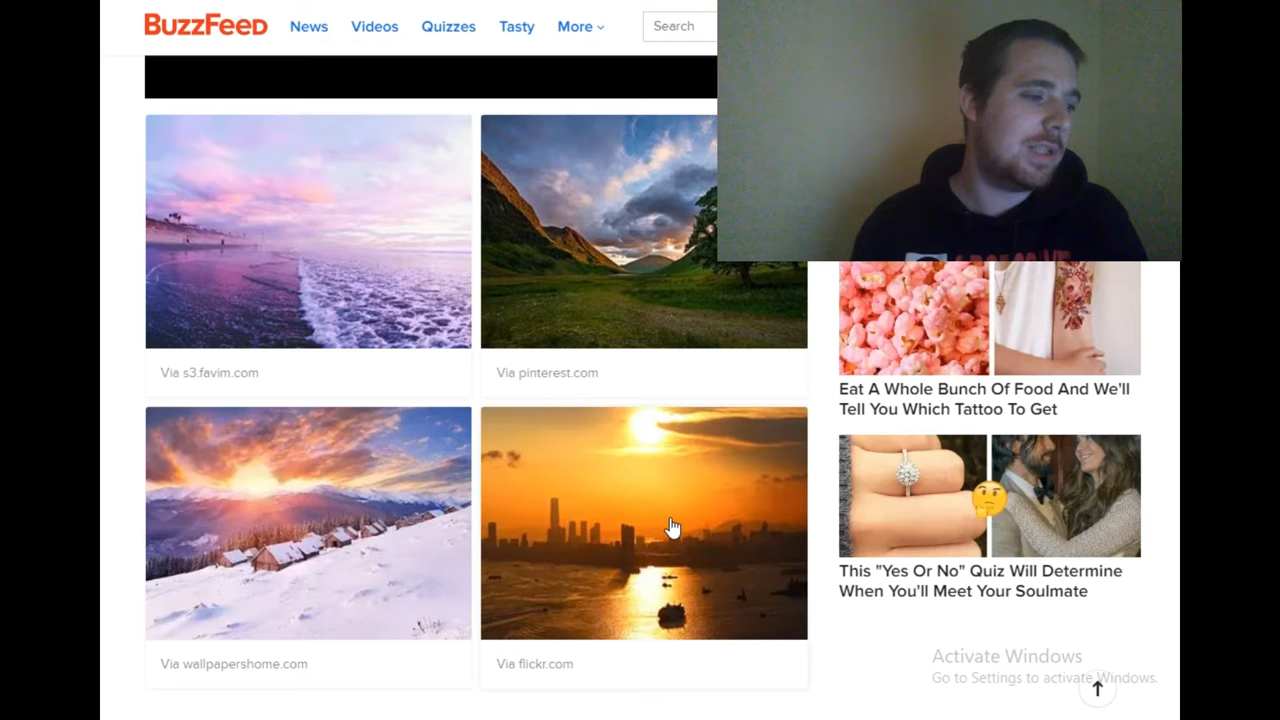 BuzzFeed News Videos Quizzes Tasty More Search
Via s3.favim.com
Via pinterest.com
Via wallpapershome.com
Via flickr.com
Eat A Whole Bunch Of Food And We'll
Tell You Which Tattoo To Get
This "Yes Or No" Quiz Will Determine
When You'll Meet Your Soulmate
Activate Windows
Go to Settings to activate Windows.